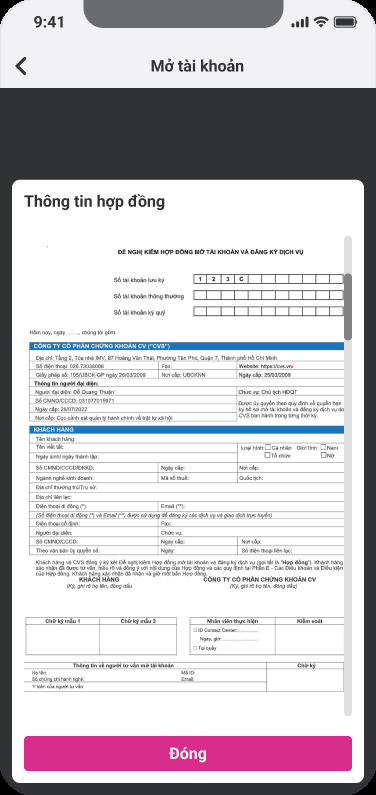 9:41
Mở tài khoản
Thông tin hợp đồng
ĐỀ NGHỊ KIÊM HỢP ĐỒNG MỞ TÀI KHOẢN VÀ ĐĂNG KÝ DỊCH VỤ
Số tài khoản lưu ký 1 2 3 C
Số tài khoản thông thường
Số tài khoản ký quỹ
Hôm nay, ngày ......, chúng tôi gồm:
CÔNG TY CỔ PHẦN CHỨNG KHOÁN CV ("CVS")
Địa chỉ: Tầng 2, Tòa nhà IMV, 87 Hoàng Văn Thái, Phường Tân Phú, Quận 7, Thành phố Hồ Chí Minh
Số điện thoại: 028.73038008 Fax: Website: https://cvs.vn/
Giấy phép số: 105/UBCK-GP ngày 25/03/2009 Nơi cấp: UBCKNN Ngày cấp: 25/03/2009
Thông tin người đại diện:
Người đại diện: Đỗ Quang Thuận Chức vụ: Chủ tịch HĐQT
Số CMND/CCCD: 031077015971
Ngày cấp: 28/07/2022
Nơi cấp: Cục cảnh sát quản lý hành chính về trật tự xã hội
Được ủy quyền theo quy định về quyền hạn
ký hồ sơ mở tài khoản và đăng ký dịch vụ do
CVS ban hành trong từng thời kỳ.
KHÁCH HÀNG
Tên khách hàng:
Tên viết tắt: Loại hình: Cá nhân Giới tính: Nam
Ngày sinh/ ngày thành lập: Tổ chức Nữ
Số CMND/CCCD/ĐKKD: Ngày cấp: Nơi cấp:
Ngành nghề kinh doanh: Mã số thuế: Quốc tịch:
Địa chỉ thường trú/Trụ sở:
Địa chỉ liên lạc:
Điện thoại di động (*): Email (**):
(Số điện thoại di động (*) và Email (**) được sử dụng để đăng ký các dịch vụ và giao dịch trực tuyến)
Điện thoại cố định: Fax:
Người đại diện: Chức vụ:
Số CMND/CCCD: Ngày cấp: Nơi cấp:
Theo văn bản ủy quyền số: Ngày: Số điện thoại liên lạc:
Khách hàng và CVS đồng ý ký kết Đề nghị kiêm hợp đồng mở tài khoản và đăng ký dịch vụ (gọi tắt là "Hợp đồng"). Khách hàng
xác nhận đã được tư vấn, hiểu rõ và đồng ý với nội dung của Hợp đồng và các quy định tại Phần E - Các Điều khoản và Điều kiện
của Hợp đồng. Khách hàng xác nhận đã nhận và giữ một bản Hợp đồng.
KHÁCH HÀNG CÔNG TY CỔ PHẦN CHỨNG KHOÁN CV
(Ký, ghi rõ họ tên, đóng dấu) (Ký, ghi rõ họ tên, đóng dấu)
Chữ ký mẫu 1 Chữ ký mẫu 2 Nhân viên thực hiện Kiểm soát
ID Contact Center:
Ngày, giờ:
Tại quầy
Thông tin về người tư vấn mở tài khoản Chữ ký
Họ tên: Mã ID:
Số chứng chỉ hành nghề: Email:
Ý kiến của người tư vấn:
Đóng